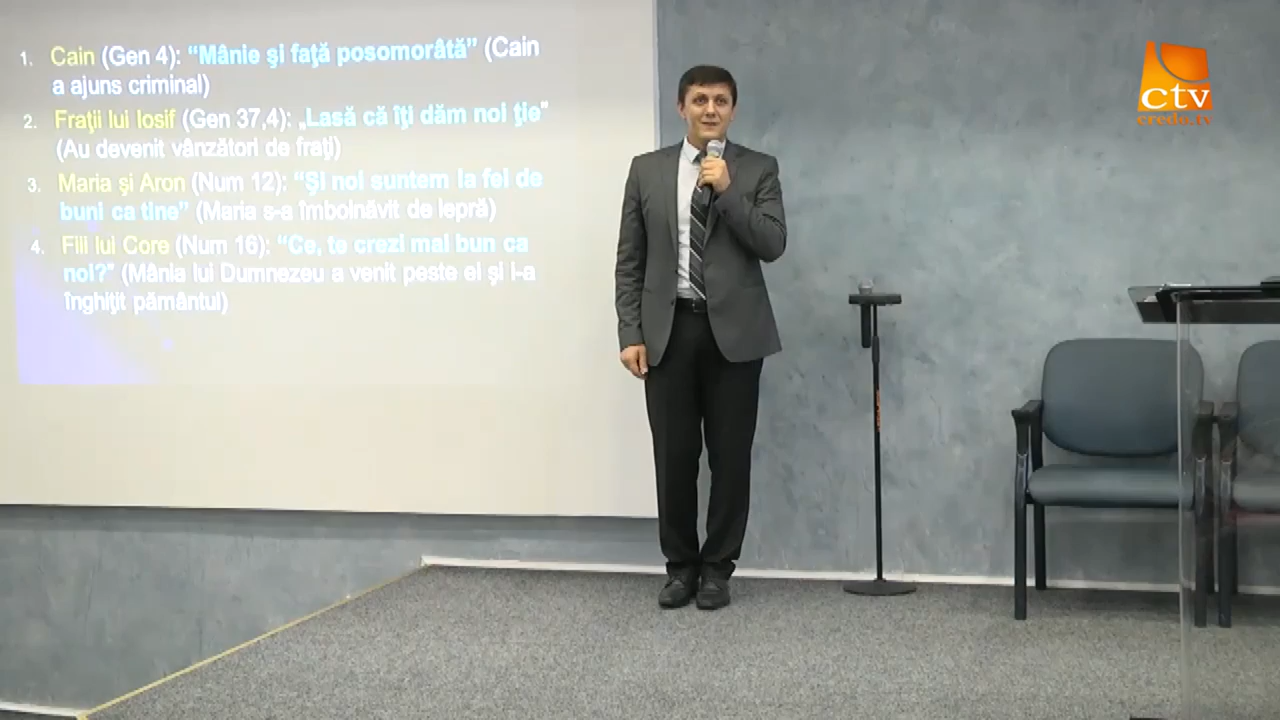 1. Cain (Gen 4): “Mânie şi faţă posomorâtă” (Cain
a ajuns criminal)
2. Fraţii lui Iosif (Gen 37,4): „Lasă că îţi dăm noi ţie”
(Au devenit vânzători de fraţi)
3. Maria şi Aron (Num 12): “Şi noi suntem la fel de
buni ca tine” (Maria s-a îmbolnăvit de lepră)
4. Fiii lui Core (Num 16): “Ce, te crezi mai bun ca
noi?” (Mânia lui Dumnezeu a venit peste ei și i-a
înghiţit pământul)
ctv
credo.tv